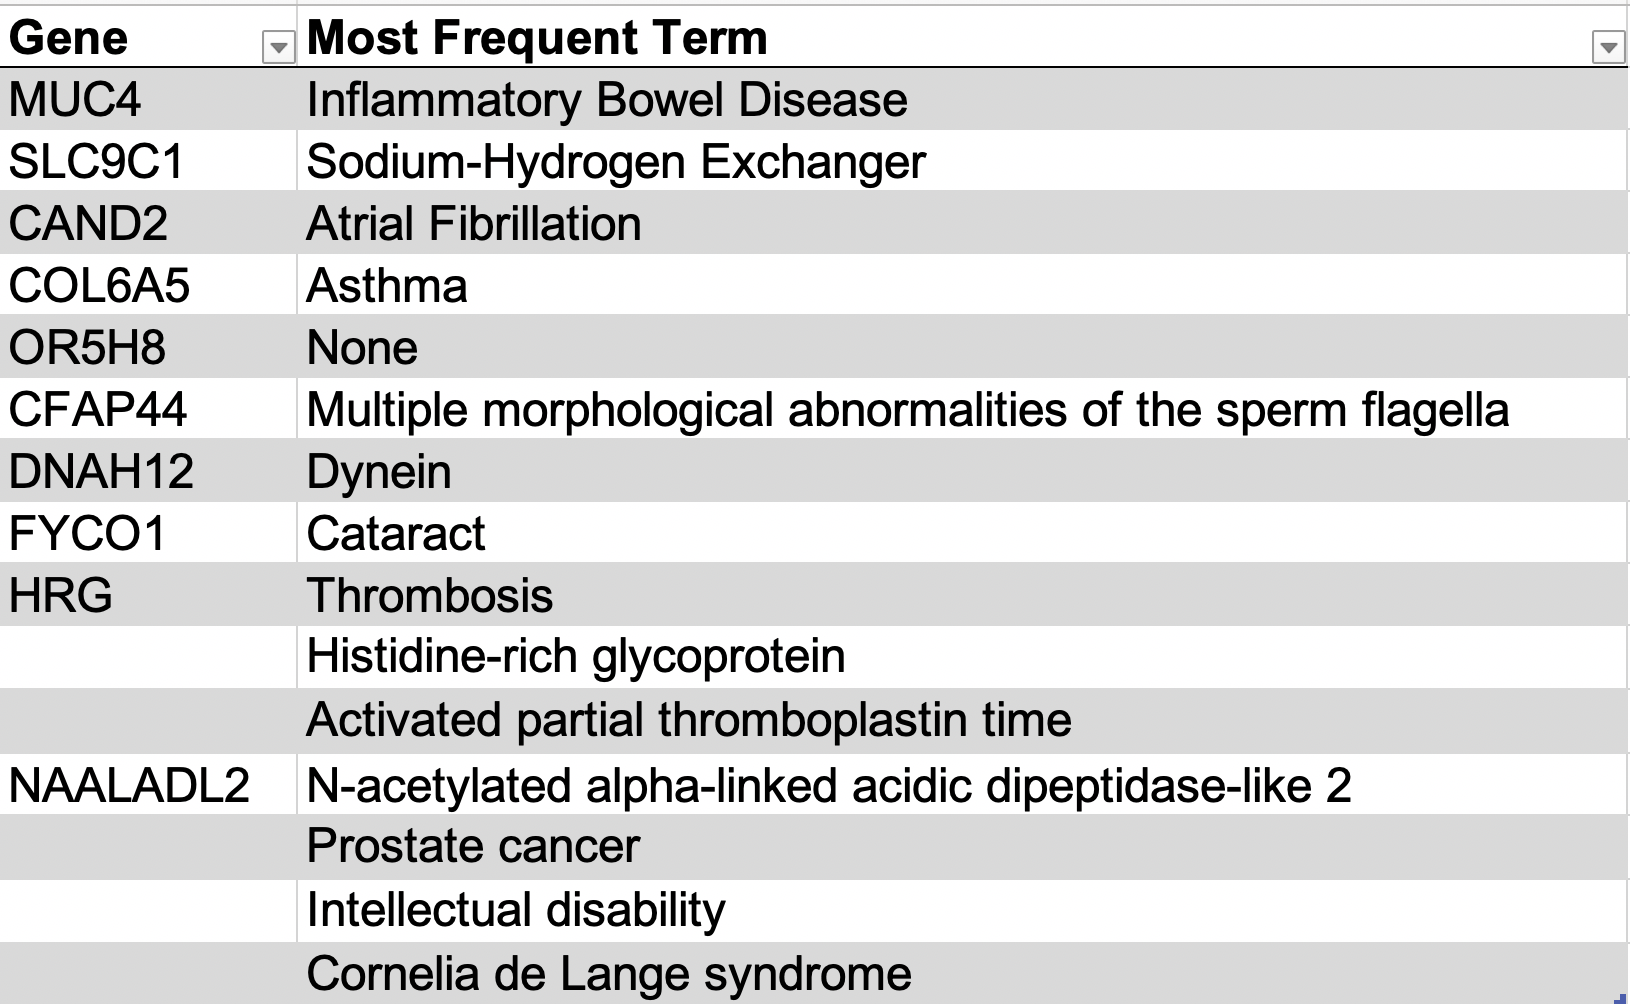 Gene Most Frequent Term
MUC4 Inflammatory Bowel Disease
SLC9C1 Sodium-Hydrogen Exchanger
CAND2 Atrial Fibrillation
COL6A5 Asthma
OR5H8 None
CFAP44 Multiple morphological abnormalities of the sperm flagella
DNAH12 Dynein
FYCO1 Cataract
HRG Thrombosis
Histidine-rich glycoprotein
Activated partial thromboplastin time
NAALADL2 N-acetylated alpha-linked acidic dipeptidase-like 2
Prostate cancer
Intellectual disability
Cornelia de Lange syndrome